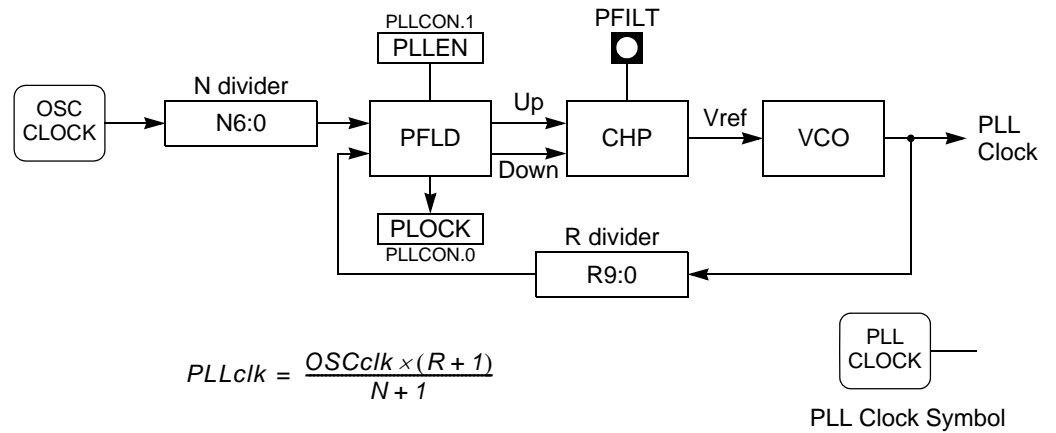 PLLCON.1
PLLEN
PFILT
OSC
CLOCK
N divider
N6:0
PFLD
Up
Down
CHP
Vref
VCO
PLL
Clock
PLOCK
PLLCON.0
R divider
R9:0
PLLclk = OSCclk × (R + 1)
N + 1
PLL
CLOCK
PLL Clock Symbol